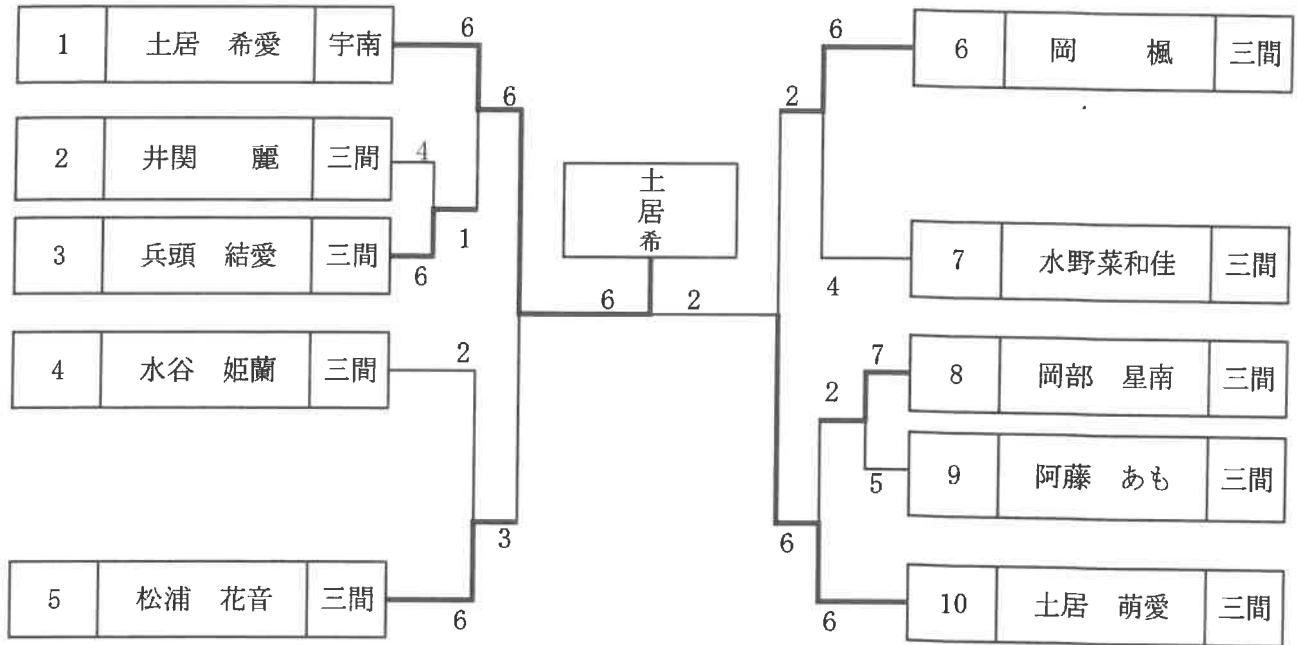 1 土居 希愛 宇南
6
6
2 井関 麗 三間
4
1
3 兵頭 結愛 三間
6
4 水谷 姫蘭 三間
2
3
5 松浦 花音 三間
6
土居希
6 2
6
2
6 岡 楓 三間
4
7 水野菜和佳 三間
7
2
8 岡部 星南 三間
5
9 阿藤 あも 三間
6
6
10 土居 萌愛 三間